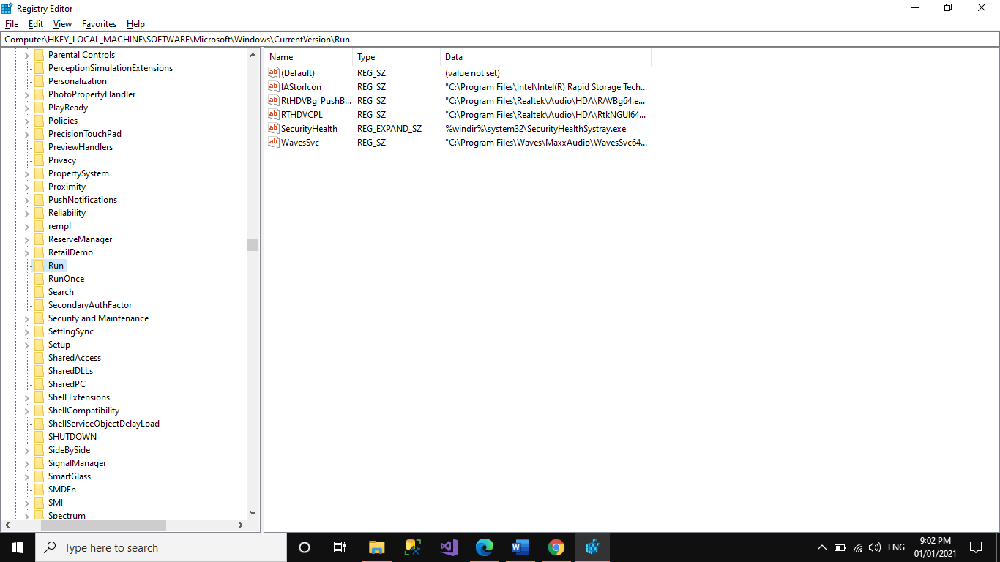 Registry Editor
File Edit View Favorites Help
Computer\HKEY_LOCAL_MACHINE\SOFTWARE\Microsoft\Windows\CurrentVersion\Run
Parental Controls
PerceptionSimulationExtensions
Personalization
PhotoPropertyHandler
PlayReady
Policies
PrecisionTouchPad
PreviewHandlers
Privacy
PropertySystem
Proximity
PushNotifications
Reliability
rempl
ReserveManager
RetailDemo
Run
RunOnce
Search
SecondaryAuthFactor
Security and Maintenance
SettingSync
Setup
SharedAccess
SharedDLLs
SharedPC
Shell Extensions
ShellCompatibility
ShellServiceObjectDelayLoad
SHUTDOWN
SideBySide
SignalManager
SmartGlass
SMDEn
SMI
Spectrum
Name Type Data
(Default) REG_SZ (value not set)
IAStorIcon REG_SZ "C:\Program Files\Intel\Intel(R) Rapid Storage Tech...
RtHDVBg_PushB... REG_SZ "C:\Program Files\Realtek\Audio\HDA\RAVBg64.e...
RTHDVCPL REG_SZ "C:\Program Files\Realtek\Audio\HDA\RtkNGUI64...
SecurityHealth REG_EXPAND_SZ %windir%\system32\SecurityHealthSystray.exe
WavesSvc REG_SZ "C:\Program Files\Waves\MaxxAudio\WavesSvc64...
Type here to search
ENG
9:02 PM
01/01/2021